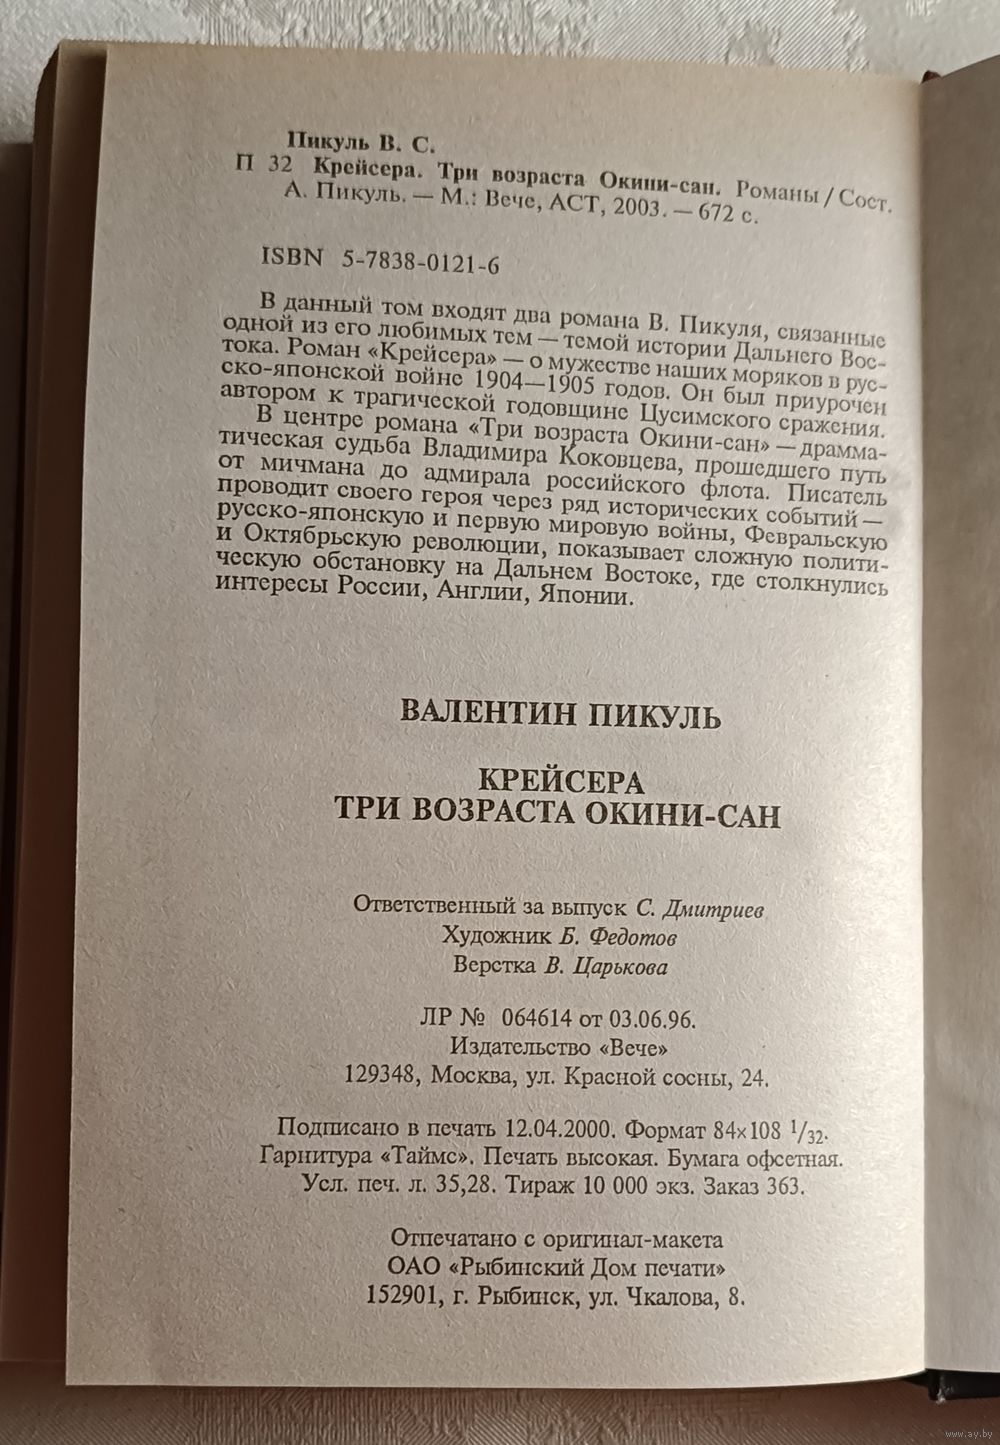 Пикуль В. С.
П 32 Крейсера. Три возраста Окини-сан. Романы / Сост.
А. Пикуль. — М.: Вече, АСТ, 2003. — 672 с.
ISBN 5-7838-0121-6
В данный том входят два романа В. Пикуля, связанные
одной из его любимых тем — темой истории Дальнего Вос-
тока. Роман «Крейсера» — о мужестве наших моряков в рус-
ско-японской войне 1904—1905 годов. Он был приурочен
автором к трагической годовщине Цусимского сражения.
В центре романа «Три возраста Окини-сан» — драмма-
тическая судьба Владимира Коковцева, прошедшего путь
от мичмана до адмирала российского флота. Писатель
проводит своего героя через ряд исторических событий —
русско-японскую и первую мировую войны, Февральскую
и Октябрьскую революции, показывает сложную полити-
ческую обстановку на Дальнем Востоке, где столкнулись
интересы России, Англии, Японии.
ВАЛЕНТИН ПИКУЛЬ
КРЕЙСЕРА
ТРИ ВОЗРАСТА ОКИНИ-САН
Ответственный за выпуск С. Дмитриев
Художник Б. Федотов
Верстка В. Царькова
ЛР № 064614 от 03.06.96.
Издательство «Вече»
129348, Москва, ул. Красной сосны, 24.
Подписано в печать 12.04.2000. Формат 84×108 1/32.
Гарнитура «Таймс». Печать высокая. Бумага офсетная.
Усл. печ. л. 35,28. Тираж 10 000 экз. Заказ 363.
Отпечатано с оригинал-макета
ОАО «Рыбинский Дом печати»
152901, г. Рыбинск, ул. Чкалова, 8.
www.ay.by